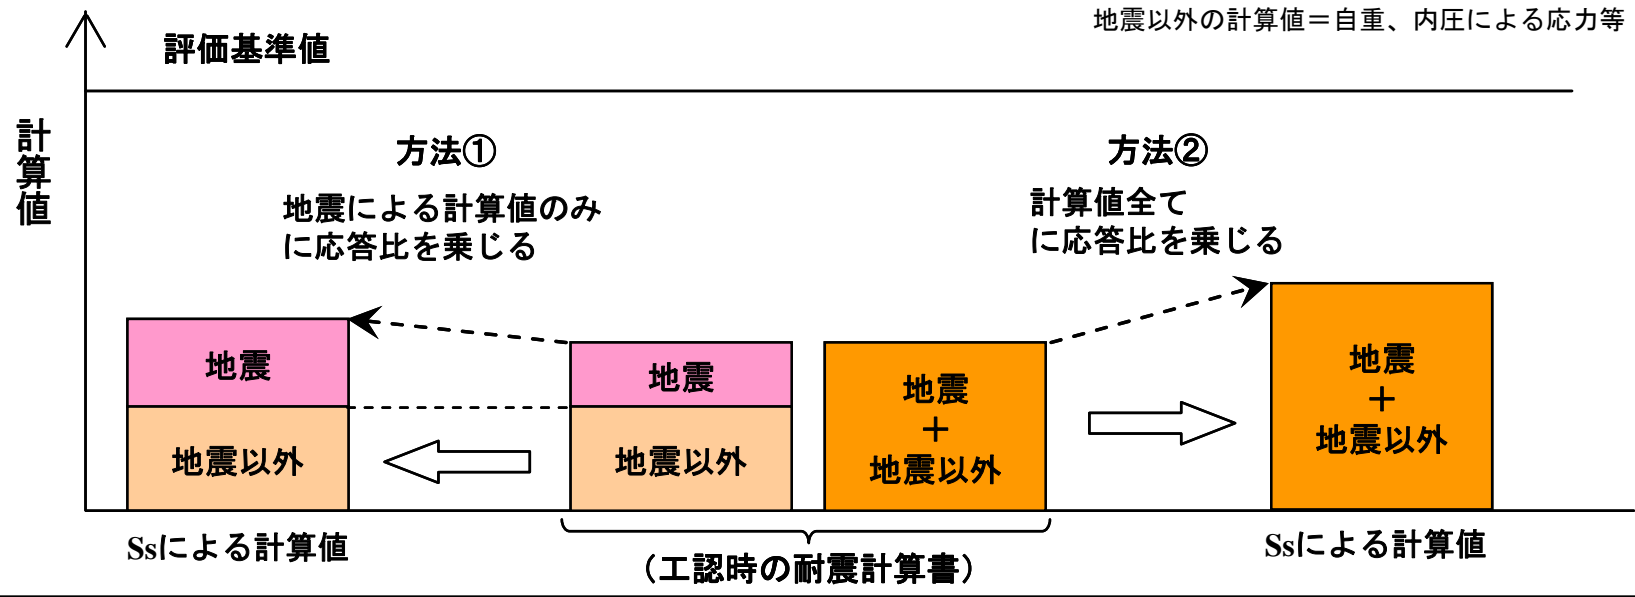 地震以外の計算値＝自重、内圧による応力等
評価基準値
計算値
方法①
地震による計算値のみ
に応答比を乗じる
方法②
計算値全て
に応答比を乗じる
地震
地震以外
地震
地震以外
地震
＋
地震以外
地震
＋
地震以外
Ssによる計算値
（工認時の耐震計算書）
Ssによる計算値